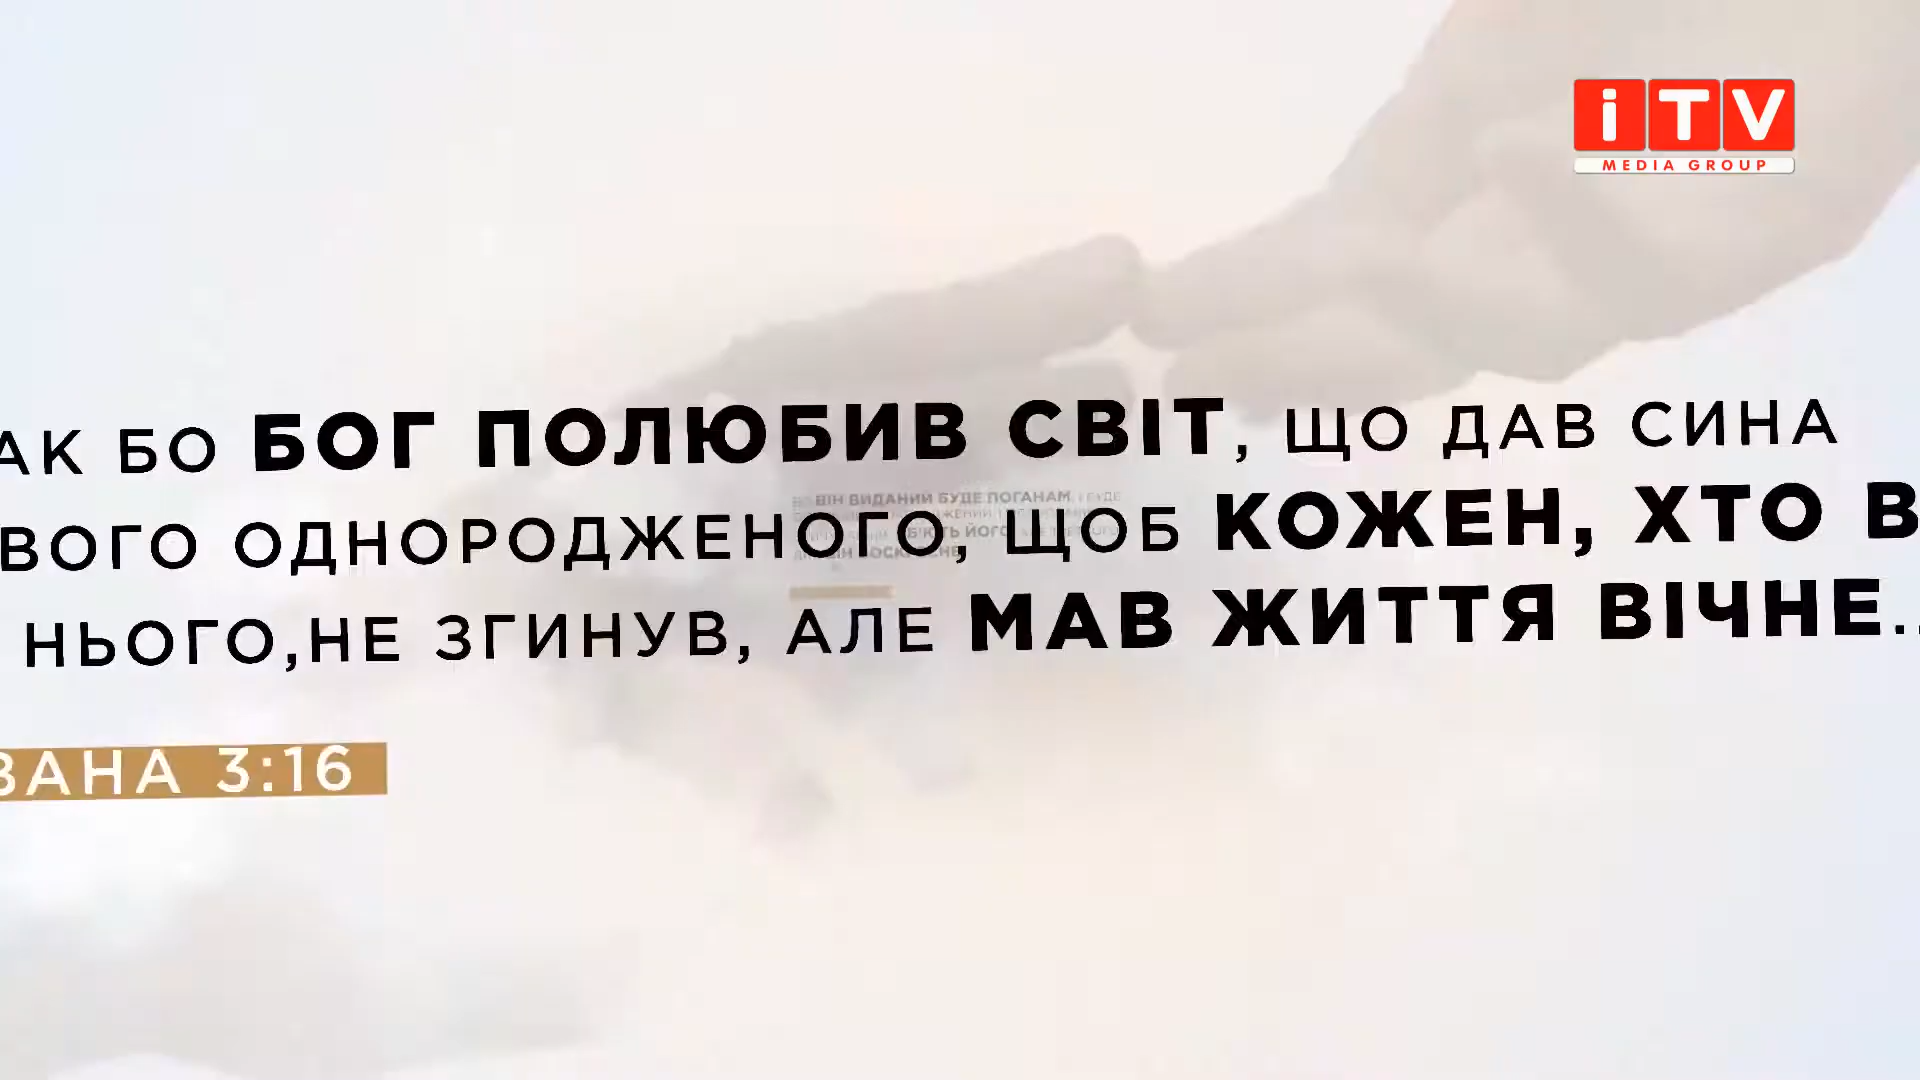 iTV
MEDIA GROUP
АК БО БОГ ПОЛЮБИВ СВІТ, ЩО ДАВ СИНА
ВОГО ОДНОРОДЖЕНОГО, ЩОБ КОЖЕН, ХТО В
НЬОГО,НЕ ЗГИНУВ, АЛЕ МАВ ЖИТТЯ ВІЧНЕ..
ВАНА 3:16
ВІН ВИДАНИЙ БУДЕ ПОГАНАМ